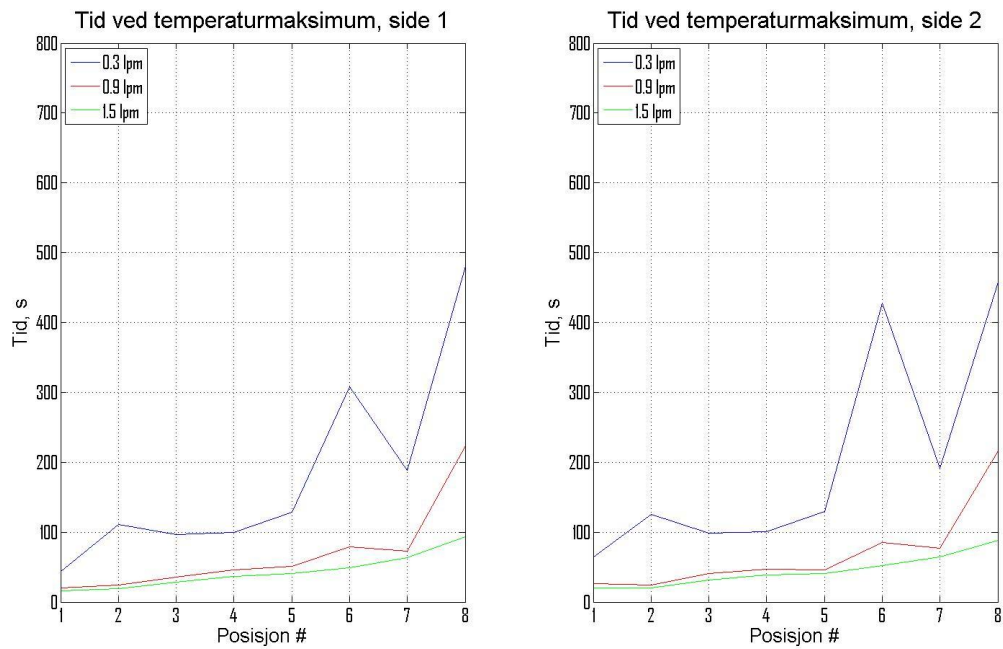 Tid ved temperaturmaksimum, side 1
800
700
600
500
400
300
200
100
0
Tid, s
0.3 lpm
0.9 lpm
1.5 lpm
1 2 3 4 5 6 7 8
Posisjon #
Tid ved temperaturmaksimum, side 2
800
700
600
500
400
300
200
100
0
Tid, s
0.3 lpm
0.9 lpm
1.5 lpm
1 2 3 4 5 6 7 8
Posisjon #